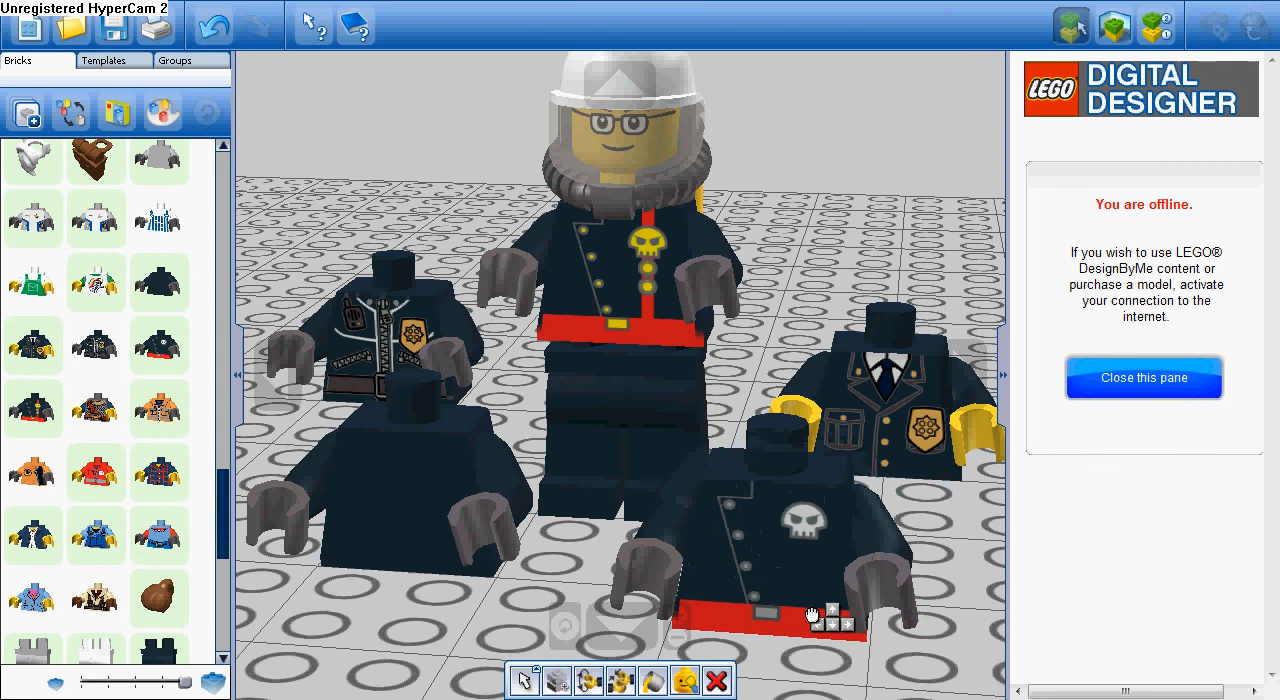 Unregistered HyperCam 2
Bricks
Templates
Groups
LEGO
DIGITAL
DESIGNER
You are offline.
If you wish to use LEGO®
DesignByMe content or
purchase a model, activate
your connection to the
internet.
Close this pane